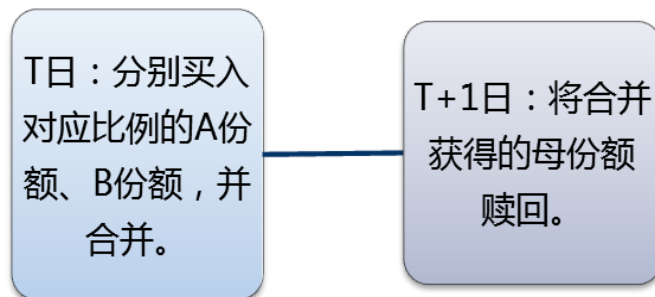 T日：分别买入
对应比例的A份
额、B份额，并
合并。
T+1日：将合并
获得的母份额
赎回。